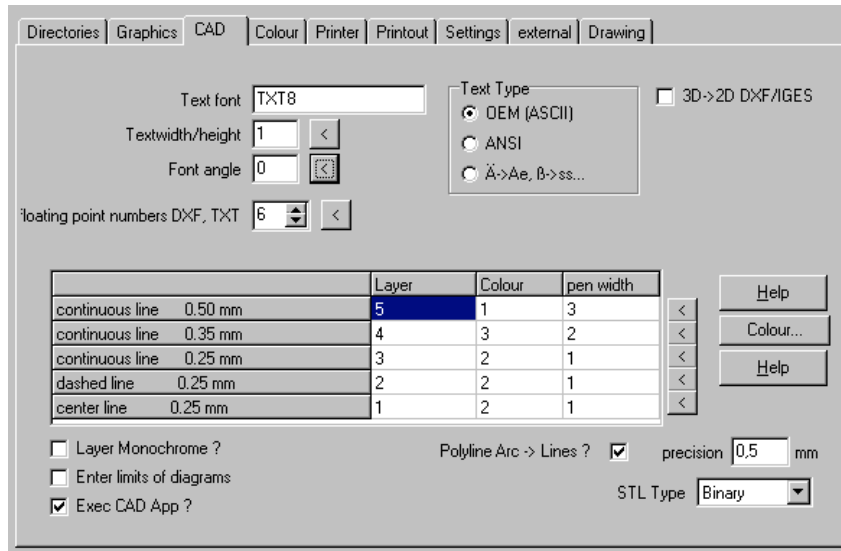 Directories Graphics CAD Colour Printer Printout Settings external Drawing
Text font TXT8
Textwidth/height 1 <
Font angle 0 <
floating point numbers DXF, TXT 6 <
Text Type
OEM (ASCII)
ANSI
Ä->Ae, ß->ss...
3D->2D DXF/IGES
Layer Colour pen width
continuous line 0.50 mm 5 1 3 <
continuous line 0.35 mm 4 3 2 <
continuous line 0.25 mm 3 2 1 <
dashed line 0.25 mm 2 2 1 <
center line 0.25 mm 1 2 1 <
Help
Colour...
Help
Layer Monochrome ?
Enter limits of diagrams
Exec CAD App ?
Polyline Arc -> Lines ? precision 0,5 mm
STL Type Binary